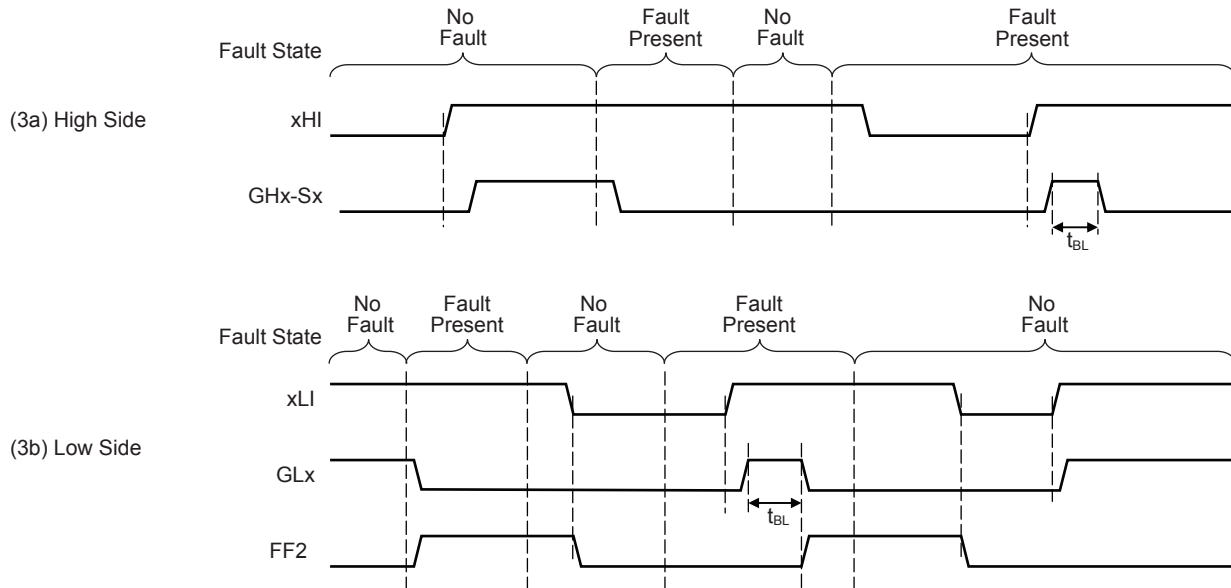 No
Fault
Fault
Present
No
Fault
Fault
Present
Fault State
(3a) High Side
xHI
GHx-Sx
tBL
No
Fault
Fault
Present
No
Fault
Fault
Present
No
Fault
Fault State
xLI
(3b) Low Side
GLx
tBL
FF2